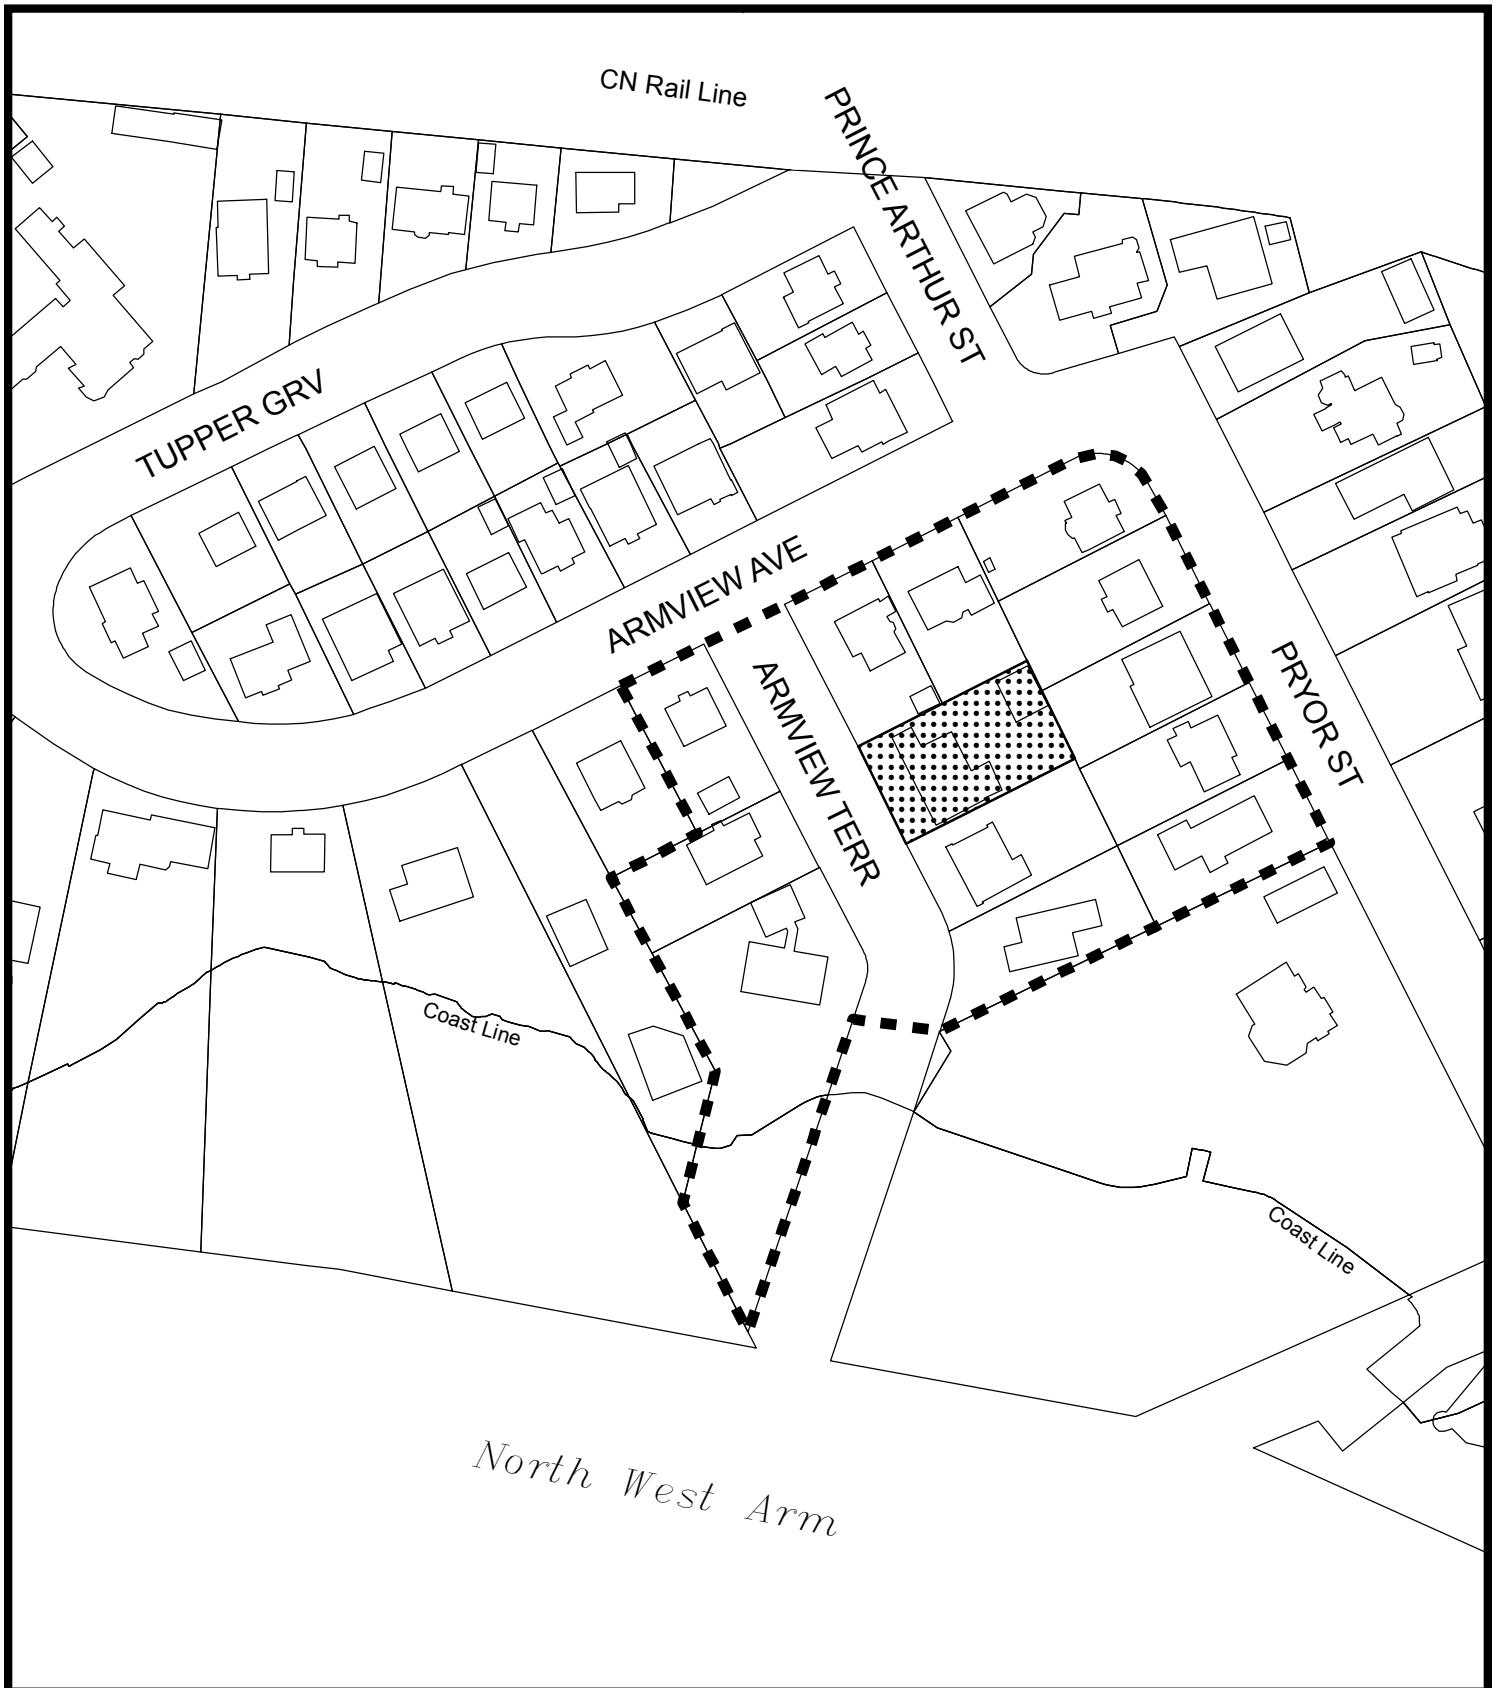 CN Rail Line
PRINCE ARTHUR ST
TUPPER GRV
ARMVIEW AVE
ARMVIEW TERR
PRYOR ST
Coast Line
Coast Line
North West Arm